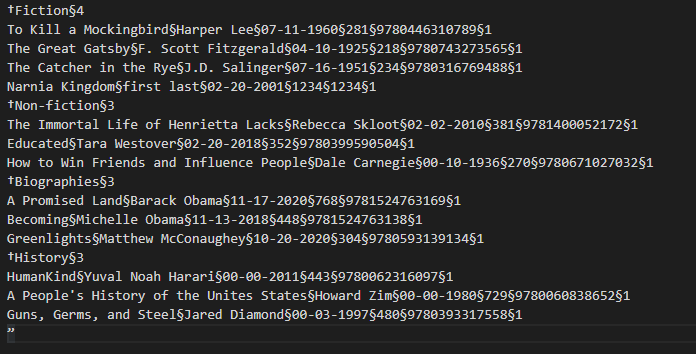 †Fiction§4
To Kill a Mockingbird§Harper Lee§07-11-1960§281§9780446310789§1
The Great Gatsby§F. Scott Fitzgerald§04-10-1925§218§9780743273565§1
The Catcher in the Rye§J.D. Salinger§07-16-1951§234§9780316769488§1
Narnia Kingdom§first last§02-20-2001§1234§1234§1
†Non-fiction§3
The Immortal Life of Henrietta Lacks§Rebecca Skloot§02-02-2010§381§9781400052172§1
Educated§Tara Westover§02-20-2018§352§9780399590504§1
How to Win Friends and Influence People§Dale Carnegie§00-10-1936§270§9780671027032§1
†Biographies§3
A Promised Land§Barack Obama§11-17-2020§768§9781524763169§1
Becoming§Michelle Obama§11-13-2018§448§9781524763138§1
Greenlights§Matthew McConaughey§10-20-2020§304§9780593139134§1
†History§3
HumanKind§Yuval Noah Harari§00-00-2011§443§9780062316097§1
A People's History of the Unites States§Howard Zim§00-00-1980§729§9780060838652§1
Guns, Germs, and Steel§Jared Diamond§00-03-1997§480§9780393317558§1
”